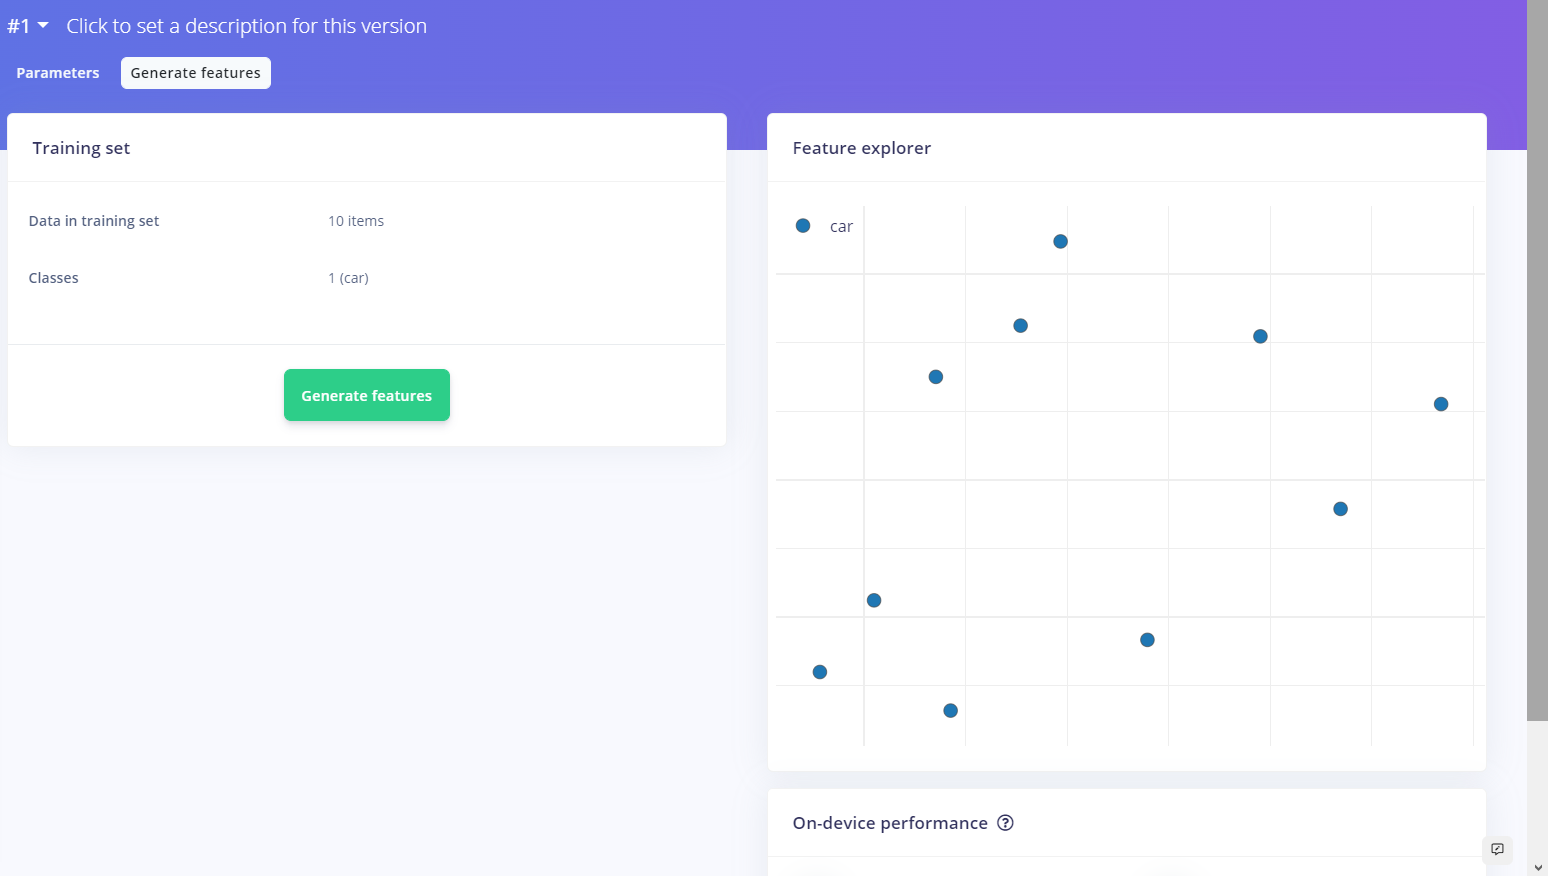 #1 Click to set a description for this version
Parameters Generate features
Training set
Data in training set 10 items
Classes 1 (car)
Generate features
Feature explorer
car
On-device performance